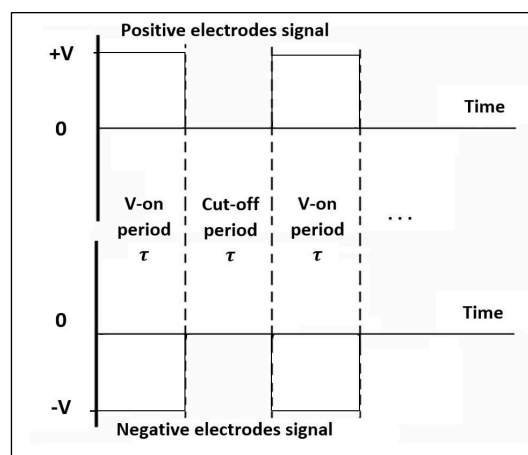 Positive electrodes signal
+V
Time
0
V-on
period
τ
Cut-off
period
τ
V-on
period
τ
...
0
Time
-V
Negative electrodes signal